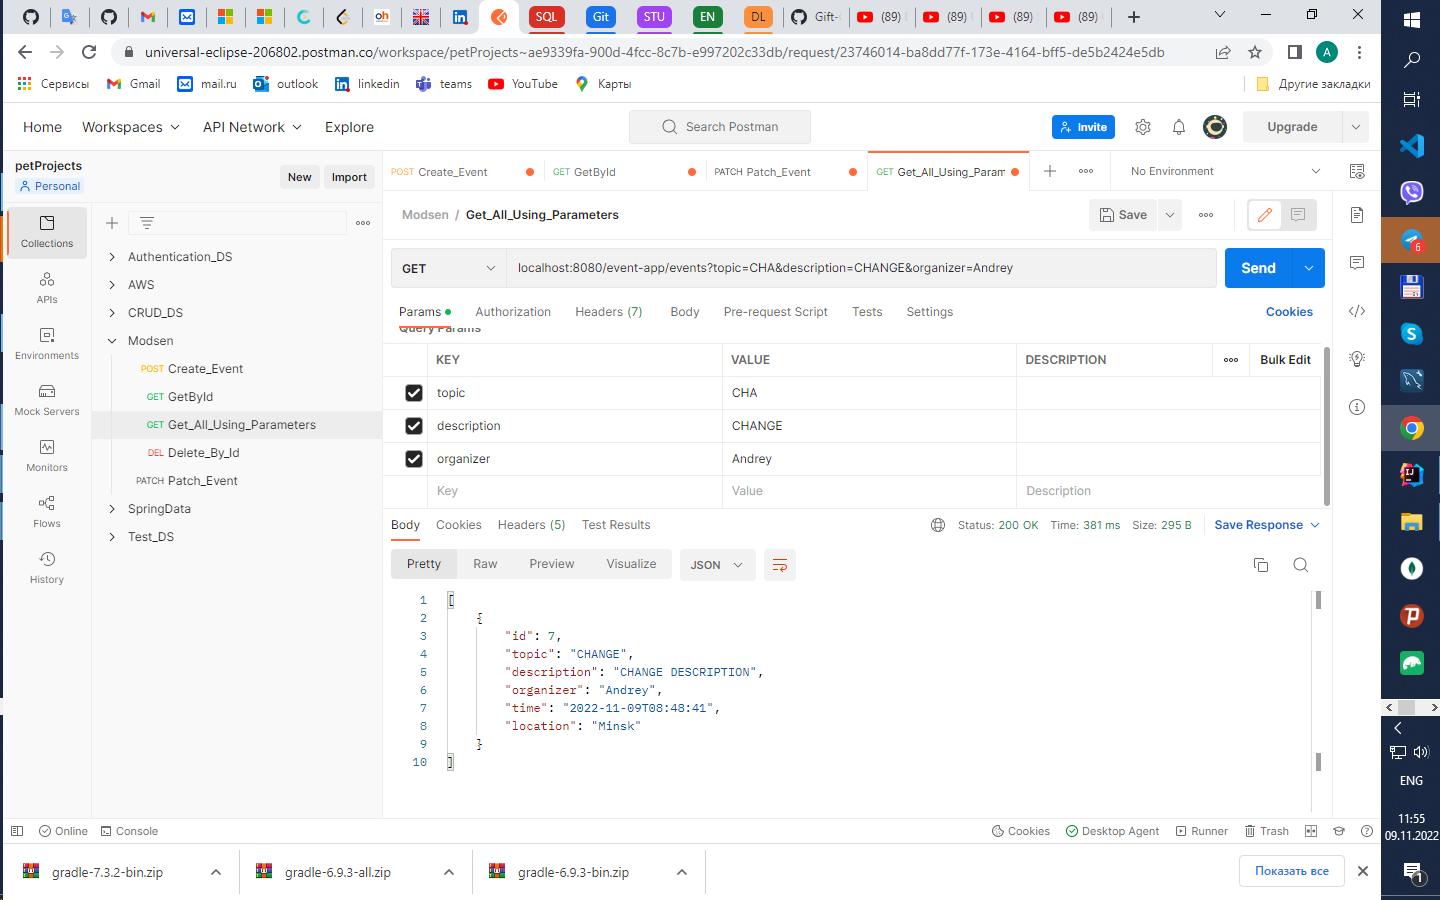 SQL
Git
STU
EN
DL
Gift-
(89)
(89)
(89)
(89)
universal-eclipse-206802.postman.co/workspace/petProjects~ae9339fa-900d-4fcc-8c7b-e997202c33db/request/23746014-ba8dd77f-173e-4164-bff5-de5b2424e5db
A
Сервисы Gmail mail.ru outlook linkedin teams YouTube Карты Другие закладки
Home Workspaces API Network Explore Search Postman Invite Upgrade
petProjects
Personal
New Import
POST Create_Event GET GetById PATCH Patch_Event GET Get_All_Using_Param No Environment
Collections
APIs
Environments
Mock Servers
Monitors
Flows
History
Authentication_DS
AWS
CRUD_DS
Modsen
POST Create_Event
GET GetById
GET Get_All_Using_Parameters
DEL Delete_By_Id
PATCH Patch_Event
SpringData
Test_DS
Modsen / Get_All_Using_Parameters Save
GET localhost:8080/event-app/events?topic=CHA&description=CHANGE&organizer=Andrey Send
Params Authorization Headers (7) Body Pre-request Script Tests Settings Cookies
Query Params
KEY VALUE DESCRIPTION Bulk Edit
topic CHA
description CHANGE
organizer Andrey
Key Value Description
Body Cookies Headers (5) Test Results Status: 200 OK Time: 381 ms Size: 295 B Save Response
Pretty Raw Preview Visualize JSON
1 [
2 {
3 "id": 7,
4 "topic": "CHANGE",
5 "description": "CHANGE DESCRIPTION",
6 "organizer": "Andrey",
7 "time": "2022-11-09T08:48:41",
8 "location": "Minsk"
9 }
10 ]
Online Console Cookies Desktop Agent Runner Trash
gradle-7.3.2-bin.zip gradle-6.9.3-all.zip gradle-6.9.3-bin.zip Показать все
6
ENG
11:55
09.11.2022
1